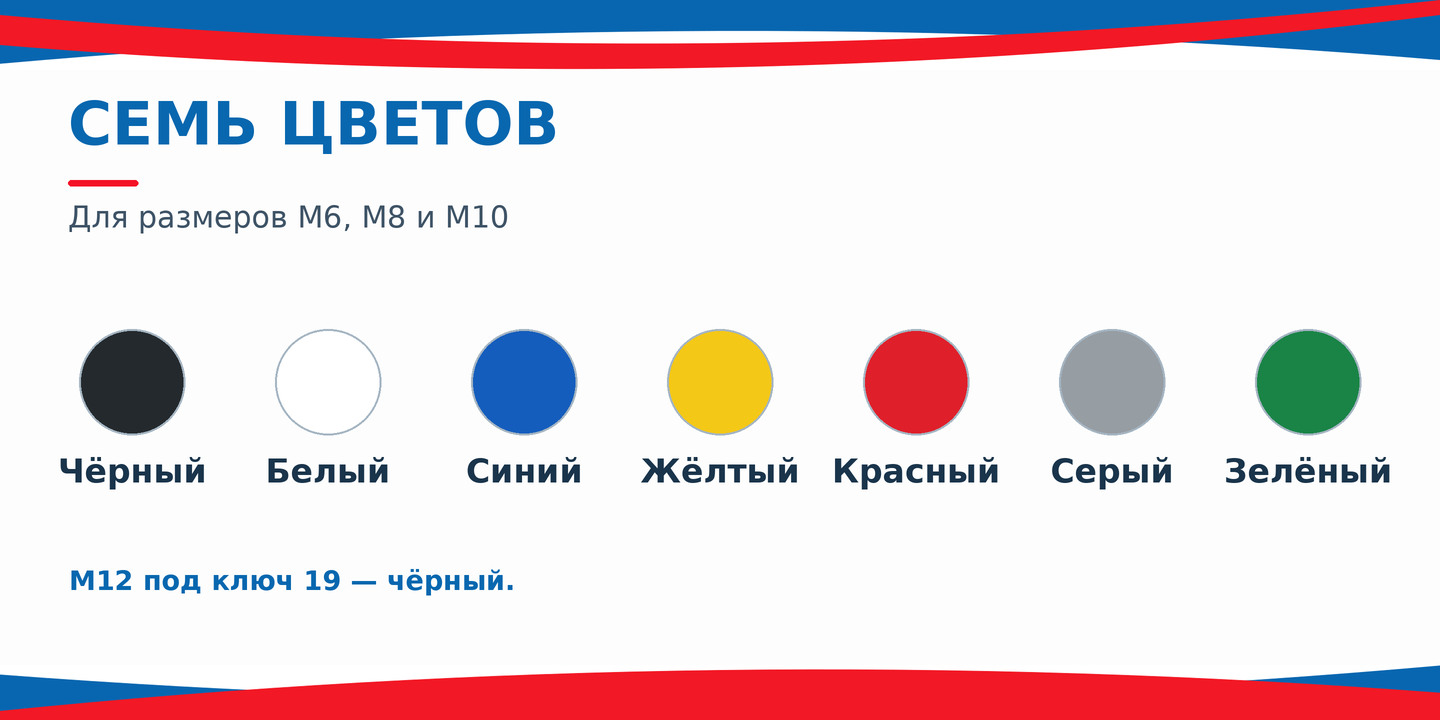 СЕМЬ ЦВЕТОВ
Для размеров М6, М8 и М10
Чёрный Белый Синий Жёлтый Красный Серый Зелёный
М12 под ключ 19 — чёрный.